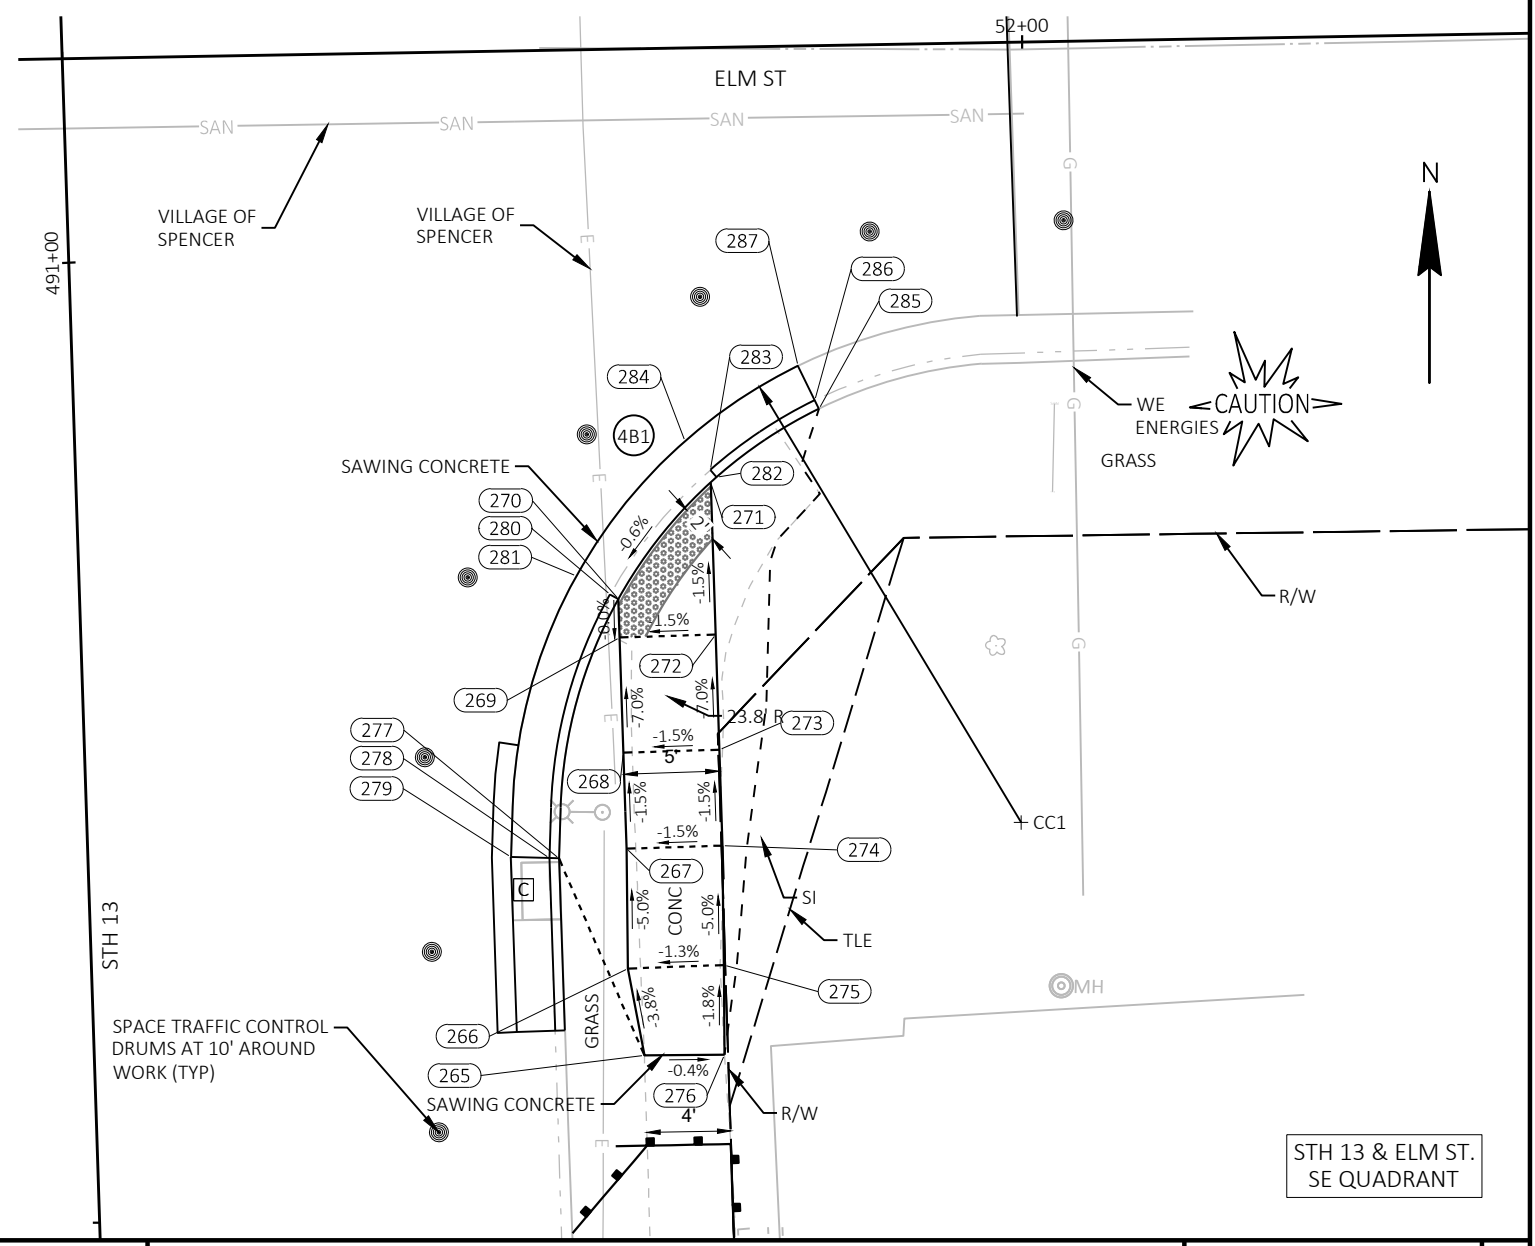 52+00
ELM ST
SAN
SAN
SAN
SAN
G
N
VILLAGE OF
SPENCER
VILLAGE OF
SPENCER
E
287
491+00
286
285
283
284
4B1
WE
ENERGIES
CAUTION
G
GRASS
SAWING CONCRETE
E
282
270
280
281
271
2'
-0.6%
-1.5%
R/W
-0.0%
-1.5%
G
272
269
-7.0%
-7.0%
E
23.8' R
273
277
278
279
-1.5%
5'
268
-1.5%
-1.5%
CC1
-1.5%
274
267
C
CONC
-5.0%
-5.0%
SI
STH 13
TLE
-1.3%
275
MH
GRASS
-3.8%
-1.8%
SPACE TRAFFIC CONTROL
DRUMS AT 10' AROUND
WORK (TYP)
266
265
-0.4%
276
SAWING CONCRETE
4'
R/W
E
STH 13 & ELM ST.
SE QUADRANT